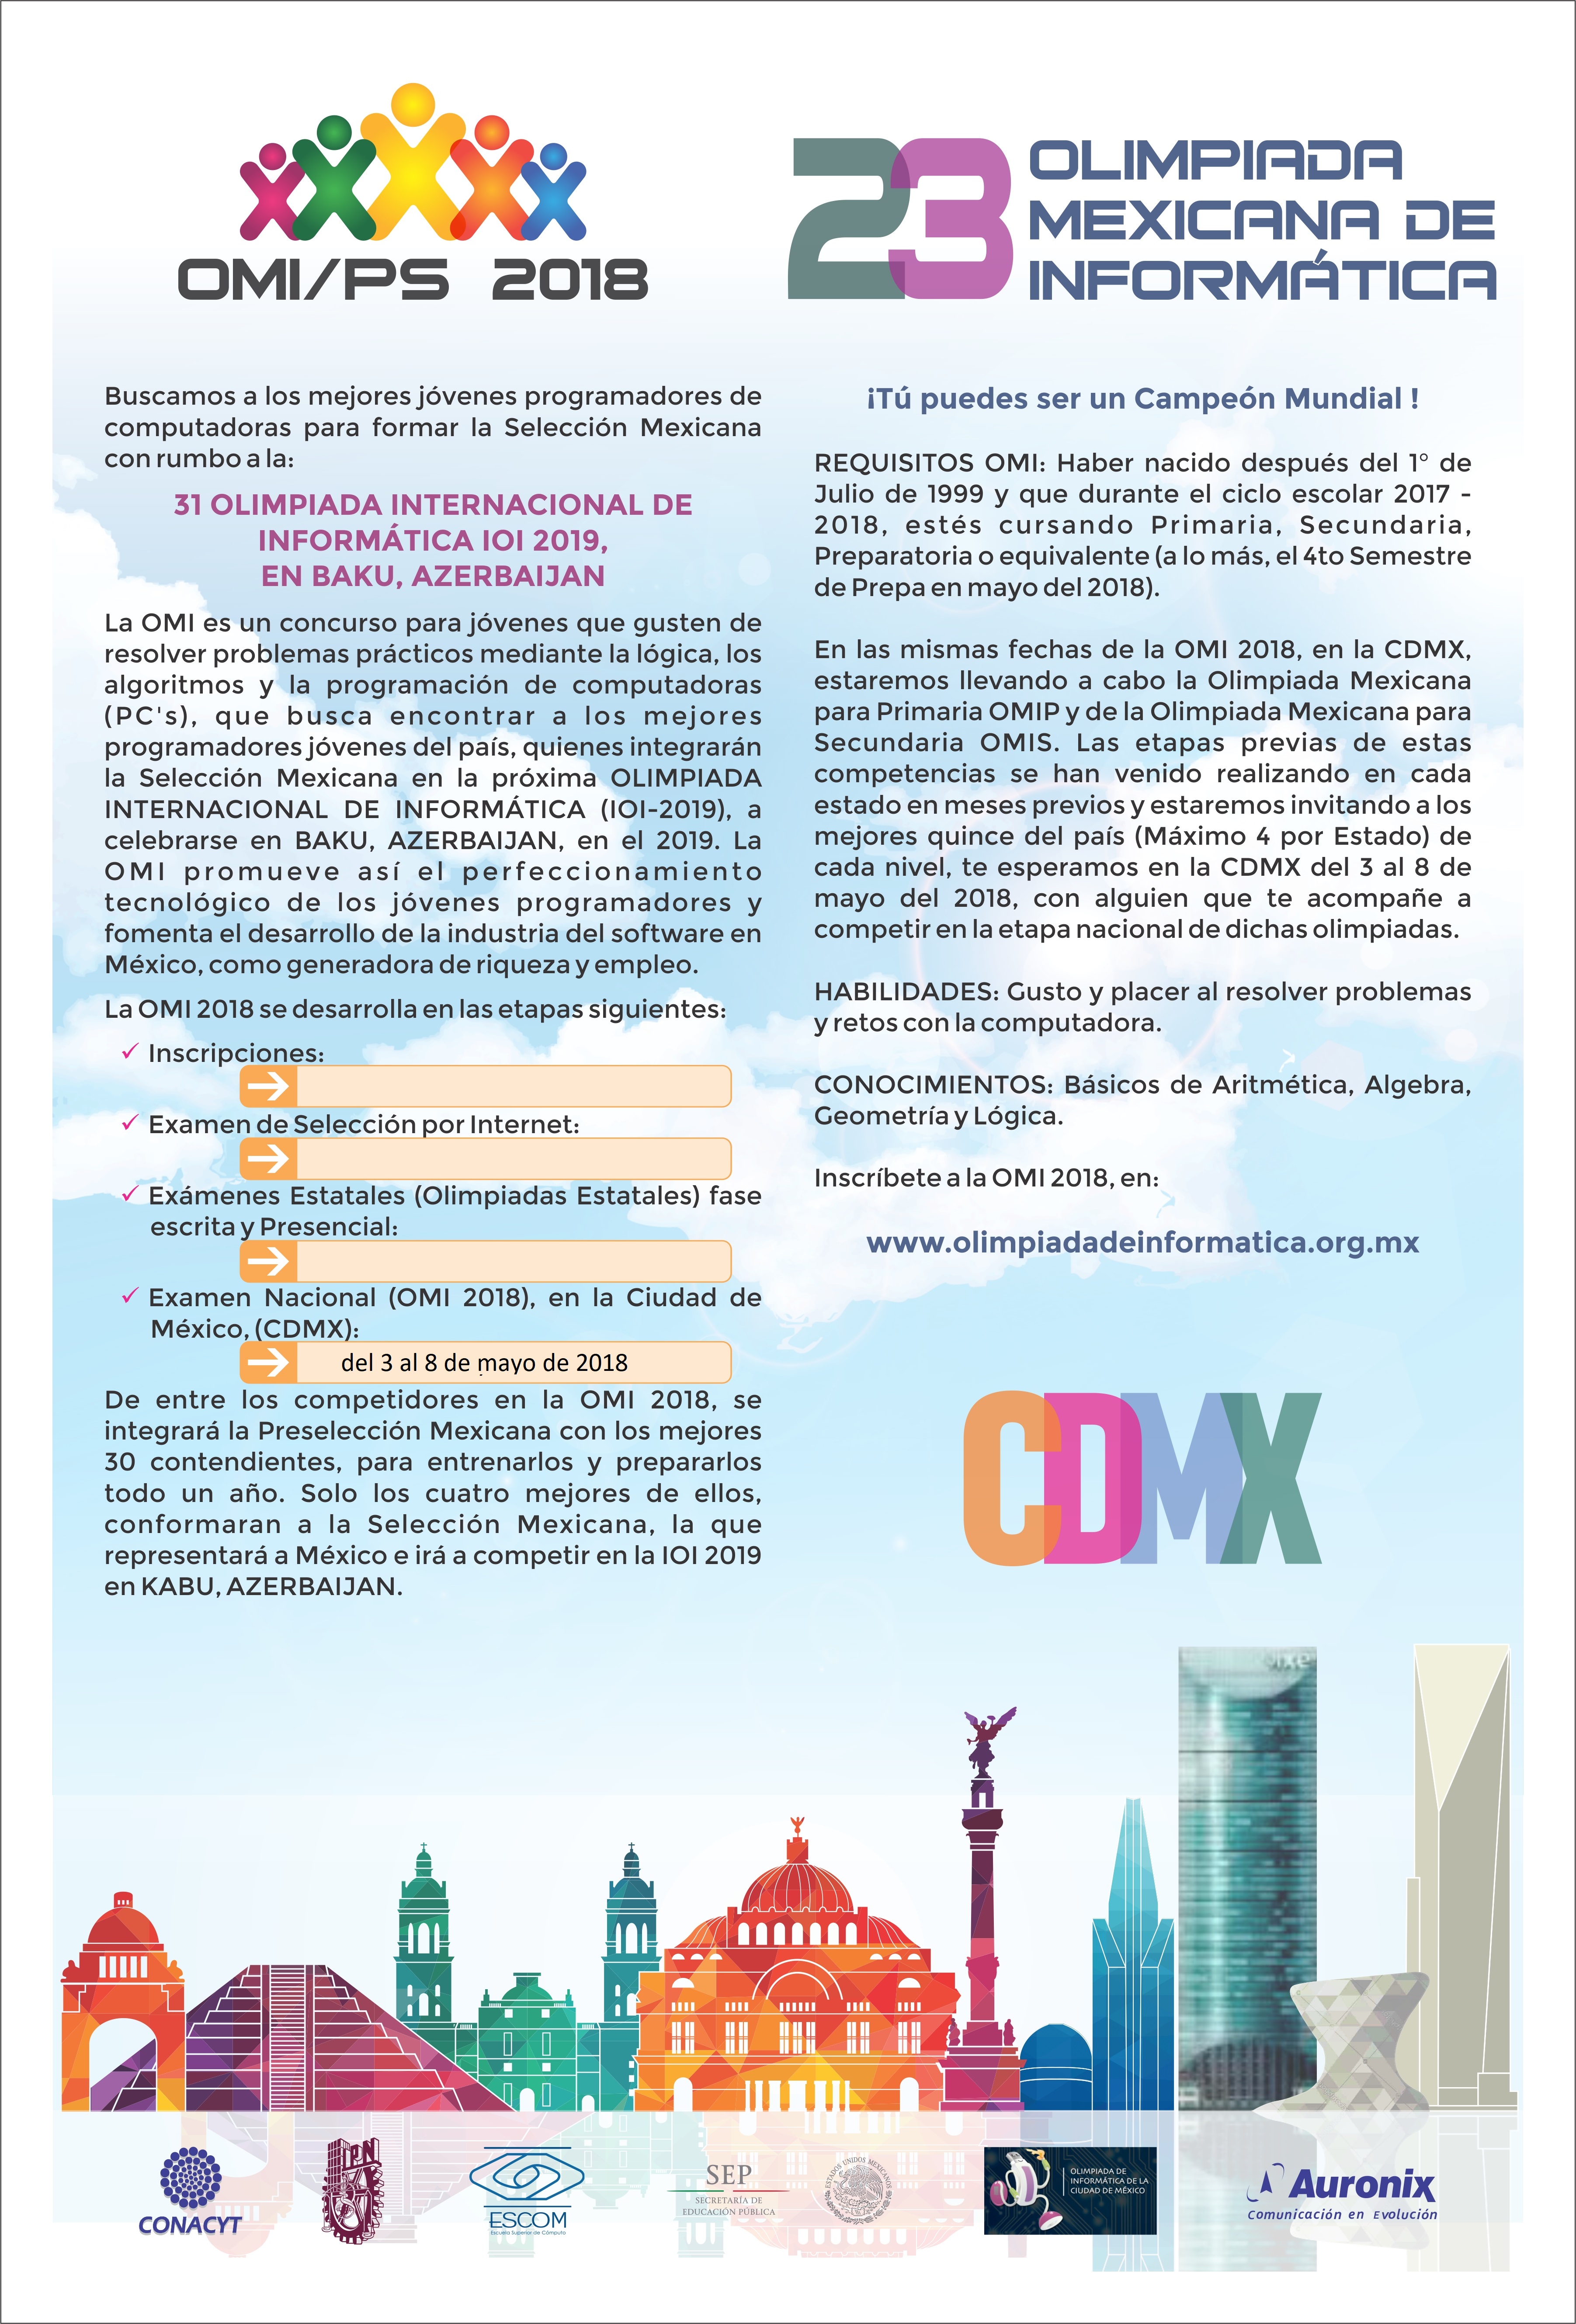 OMI/PS 2018
23
OLIMPIADA
MEXICANA DE
INFORMÁTICA
Buscamos a los mejores jóvenes programadores de
computadoras para formar la Selección Mexicana
con rumbo a la:
31 OLIMPIADA INTERNACIONAL DE
INFORMÁTICA IOI 2019,
EN BAKU, AZERBAIJAN
La OMI es un concurso para jóvenes que gusten de
resolver problemas prácticos mediante la lógica, los
algoritmos y la programación de computadoras
(PC's), que busca encontrar a los mejores
programadores jóvenes del país, quienes integrarán
la Selección Mexicana en la próxima OLIMPIADA
INTERNACIONAL DE INFORMÁTICA (IOI-2019), a
celebrarse en BAKU, AZERBAIJAN, en el 2019. La
OMI promueve así el perfeccionamiento
tecnológico de los jóvenes programadores y
fomenta el desarrollo de la industria del software en
México, como generadora de riqueza y empleo.
La OMI 2018 se desarrolla en las etapas siguientes:
✓ Inscripciones:
✓ Examen de Selección por Internet:
✓ Exámenes Estatales (Olimpiadas Estatales) fase
escrita y Presencial:
✓ Examen Nacional (OMI 2018), en la Ciudad de
México, (CDMX):
del 3 al 8 de mayo de 2018
De entre los competidores en la OMI 2018, se
integrará la Preselección Mexicana con los mejores
30 contendientes, para entrenarlos y prepararlos
todo un año. Solo los cuatro mejores de ellos,
conformaran a la Selección Mexicana, la que
representará a México e irá a competir en la IOI 2019
en KABU, AZERBAIJAN.
¡Tú puedes ser un Campeón Mundial !
REQUISITOS OMI: Haber nacido después del 1° de
Julio de 1999 y que durante el ciclo escolar 2017 -
2018, estés cursando Primaria, Secundaria,
Preparatoria o equivalente (a lo más, el 4to Semestre
de Prepa en mayo del 2018).
En las mismas fechas de la OMI 2018, en la CDMX,
estaremos llevando a cabo la Olimpiada Mexicana
para Primaria OMIP y de la Olimpiada Mexicana para
Secundaria OMIS. Las etapas previas de estas
competencias se han venido realizando en cada
estado en meses previos y estaremos invitando a los
mejores quince del país (Máximo 4 por Estado) de
cada nivel, te esperamos en la CDMX del 3 al 8 de
mayo del 2018, con alguien que te acompañe a
competir en la etapa nacional de dichas olimpiadas.
HABILIDADES: Gusto y placer al resolver problemas
y retos con la computadora.
CONOCIMIENTOS: Básicos de Aritmética, Algebra,
Geometría y Lógica.
Inscríbete a la OMI 2018, en:
www.olimpiadadeinformatica.org.mx
CDMX
CONACYT
IPN
ESCOM
Escuela Superior de Cómputo
SEP
SECRETARÍA DE
EDUCACIÓN PÚBLICA
ESTADOS UNIDOS MEXICANOS
OLIMPIADA DE
INFORMÁTICA DE LA
CIUDAD DE MÉXICO
Auronix
Comunicación en Evolución